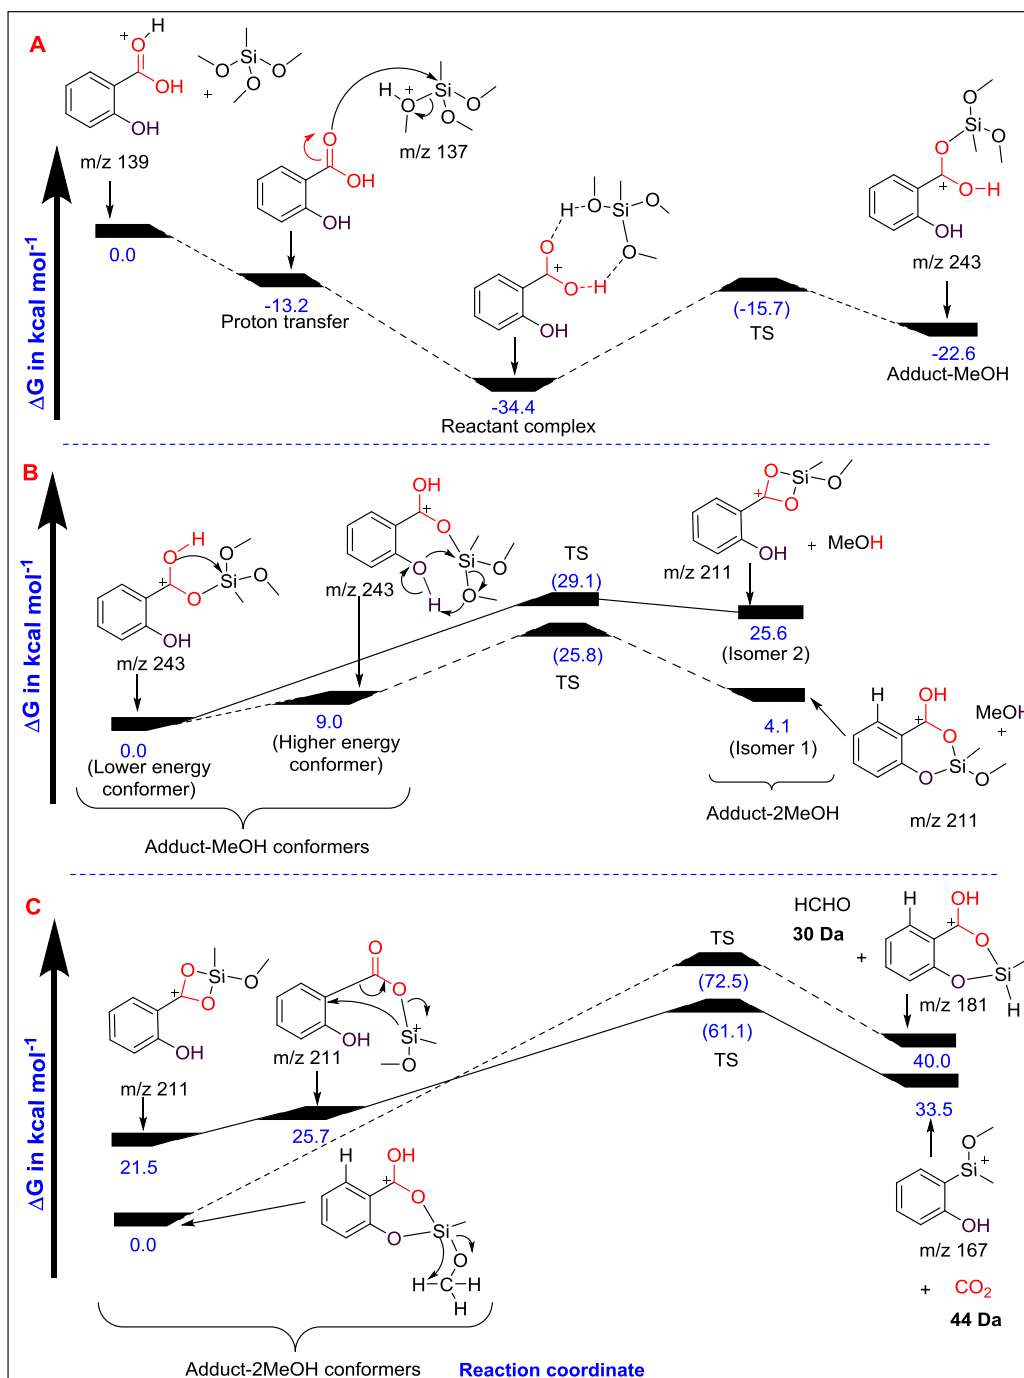 A
m/z 139
+
m/z 137
m/z 243
0.0
-13.2
Proton transfer
-34.4
Reactant complex
(-15.7)
TS
-22.6
Adduct-MeOH
ΔG in kcal mol⁻¹
B
m/z 243
0.0
(Lower energy
conformer)
m/z 243
9.0
(Higher energy
conformer)
Adduct-MeOH conformers
TS
(29.1)
(25.8)
TS
m/z 211
+ MeOH
25.6
(Isomer 2)
4.1
(Isomer 1)
Adduct-2MeOH
MeOH
+
m/z 211
ΔG in kcal mol⁻¹
C
m/z 211
21.5
m/z 211
25.7
0.0
Adduct-2MeOH conformers
TS
(72.5)
(61.1)
TS
HCHO
30 Da
+
m/z 181
40.0
33.5
m/z 167
+ CO₂
44 Da
ΔG in kcal mol⁻¹
Reaction coordinate